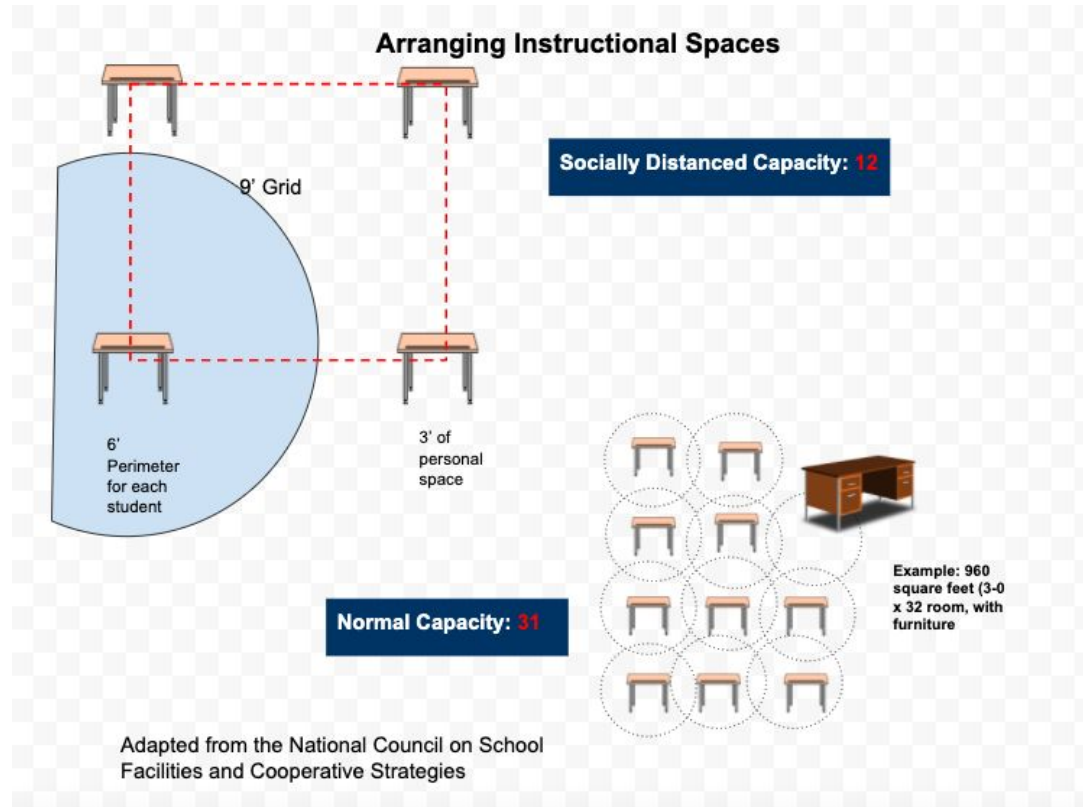 Arranging Instructional Spaces
Socially Distanced Capacity: 12
9' Grid
6'
Perimeter
for each
student
3' of
personal
space
Example: 960
square feet (3-0
x 32 room, with
furniture
Normal Capacity: 31
Adapted from the National Council on School
Facilities and Cooperative Strategies